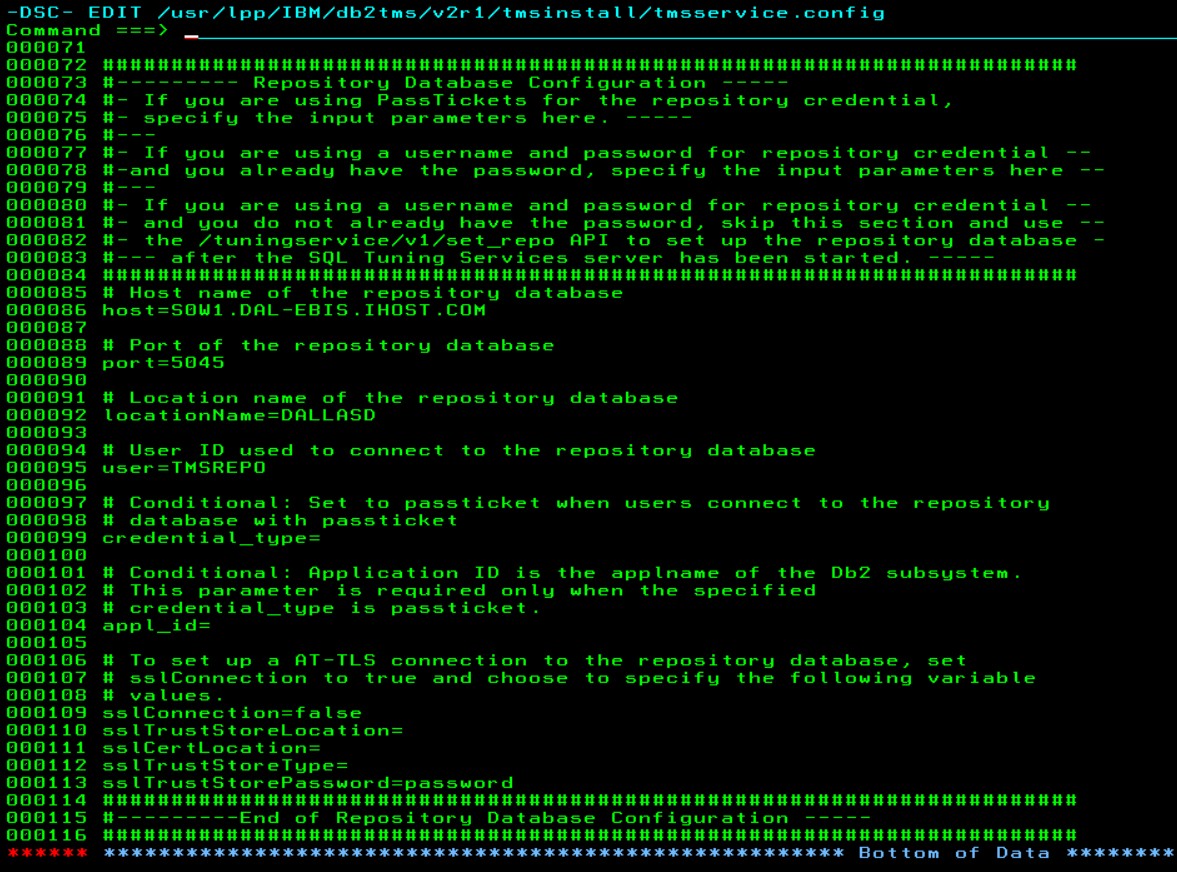 -DSC- EDIT /usr/lpp/IBM/db2tms/v2r1/tmsinstall/tmsservice.config
Command ===> _
000071
000072 #######################################################################
000073 #--------- Repository Database Configuration -----
000074 #- If you are using PassTickets for the repository credential,
000075 #- specify the input parameters here. -----
000076 #---
000077 #- If you are using a username and password for repository credential --
000078 #-and you already have the password, specify the input parameters here --
000079 #---
000080 #- If you are using a username and password for repository credential --
000081 #- and you do not already have the password, skip this section and use --
000082 #- the /tuningservice/v1/set_repo API to set up the repository database -
000083 #--- after the SQL Tuning Services server has been started. -----
000084 #######################################################################
000085 # Host name of the repository database
000086 host=S0W1.DAL-EBIS.IHOST.COM
000087
000088 # Port of the repository database
000089 port=5045
000090
000091 # Location name of the repository database
000092 locationName=DALLASD
000093
000094 # User ID used to connect to the repository database
000095 user=TMSREPO
000096
000097 # Conditional: Set to passticket when users connect to the repository
000098 # database with passticket
000099 credential_type=
000100
000101 # Conditional: Application ID is the applname of the Db2 subsystem.
000102 # This parameter is required only when the specified
000103 # credential_type is passticket.
000104 appl_id=
000105
000106 # To set up a AT-TLS connection to the repository database, set
000107 # sslConnection to true and choose to specify the following variable
000108 # values.
000109 sslConnection=false
000110 sslTrustStoreLocation=
000111 sslCertLocation=
000112 sslTrustStoreType=
000113 sslTrustStorePassword=password
000114 #######################################################################
000115 #---------End of Repository Database Configuration -----
000116 #######################################################################
****** ****************************************************** Bottom of Data ********